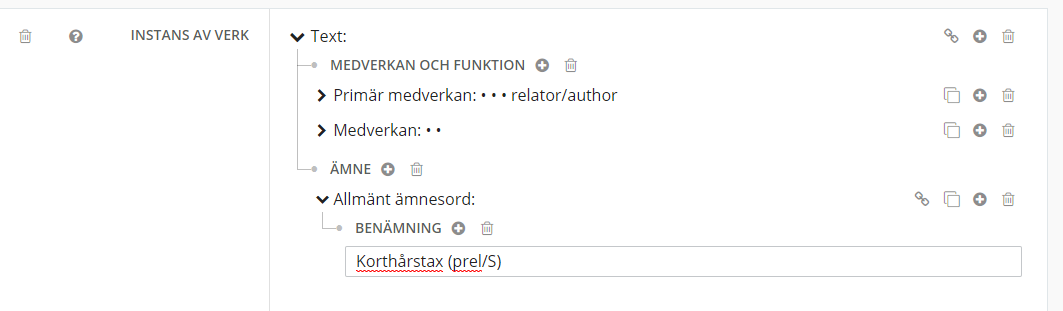 INSTANS AV VERK
Text:
MEDVERKAN OCH FUNKTION
Primär medverkan: • • • relator/author
Medverkan: • •
ÄMNE
Allmänt ämnesord:
BENÄMNING
Korthårstax (prel/S)